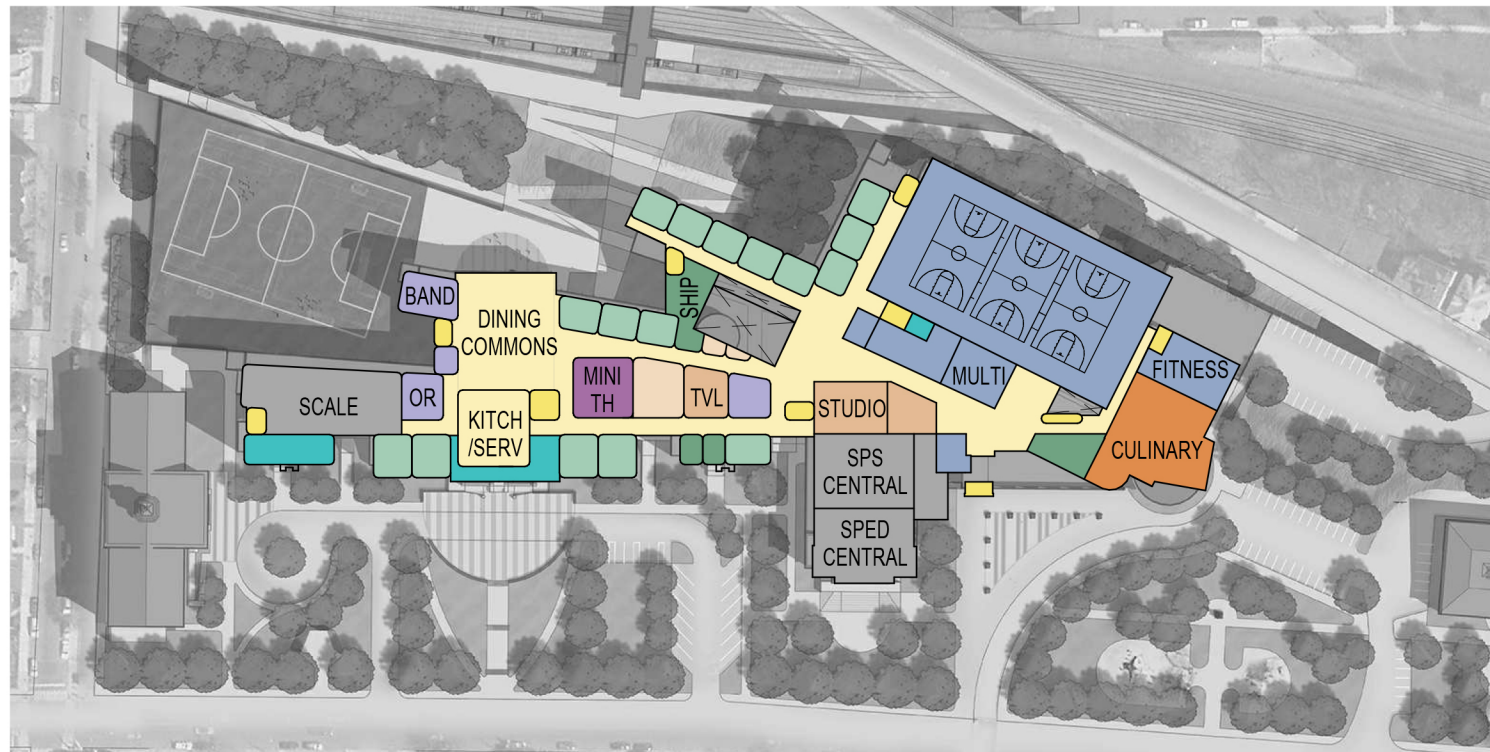 BAND
DINING
COMMONS
SHIP
SCALE
OR
KITCH
/SERV
MINI
TH
TVL
STUDIO
MULTI
FITNESS
CULINARY
SPS
CENTRAL
SPED
CENTRAL